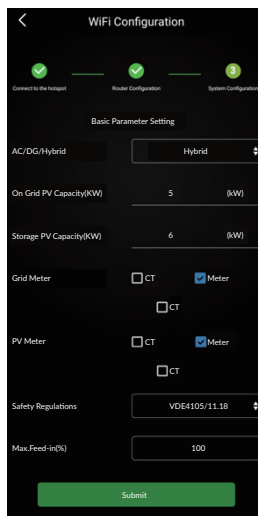 WiFi Configuration
3
Connect to the hotspot Router Configuration System Configuration
Basic Parameter Setting
AC/DG/Hybrid Hybrid
On Grid PV Capacity(KW) 5 (kW)
Storage PV Capacity(KW) 6 (kW)
Grid Meter CT Meter
CT
PV Meter CT Meter
CT
Safety Regulations VDE4105/11.18
Max.Feed-in(%) 100
Submit